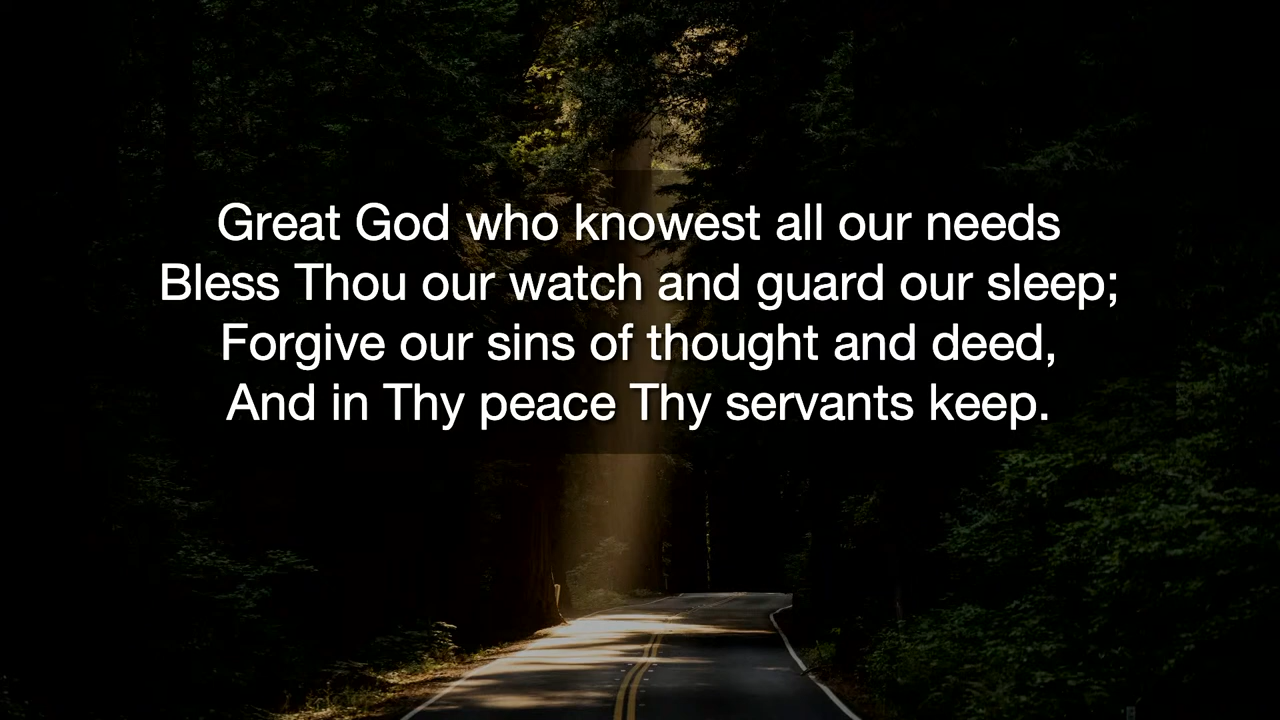 Great God who knowest all our needs
Bless Thou our watch and guard our sleep;
Forgive our sins of thought and deed,
And in Thy peace Thy servants keep.